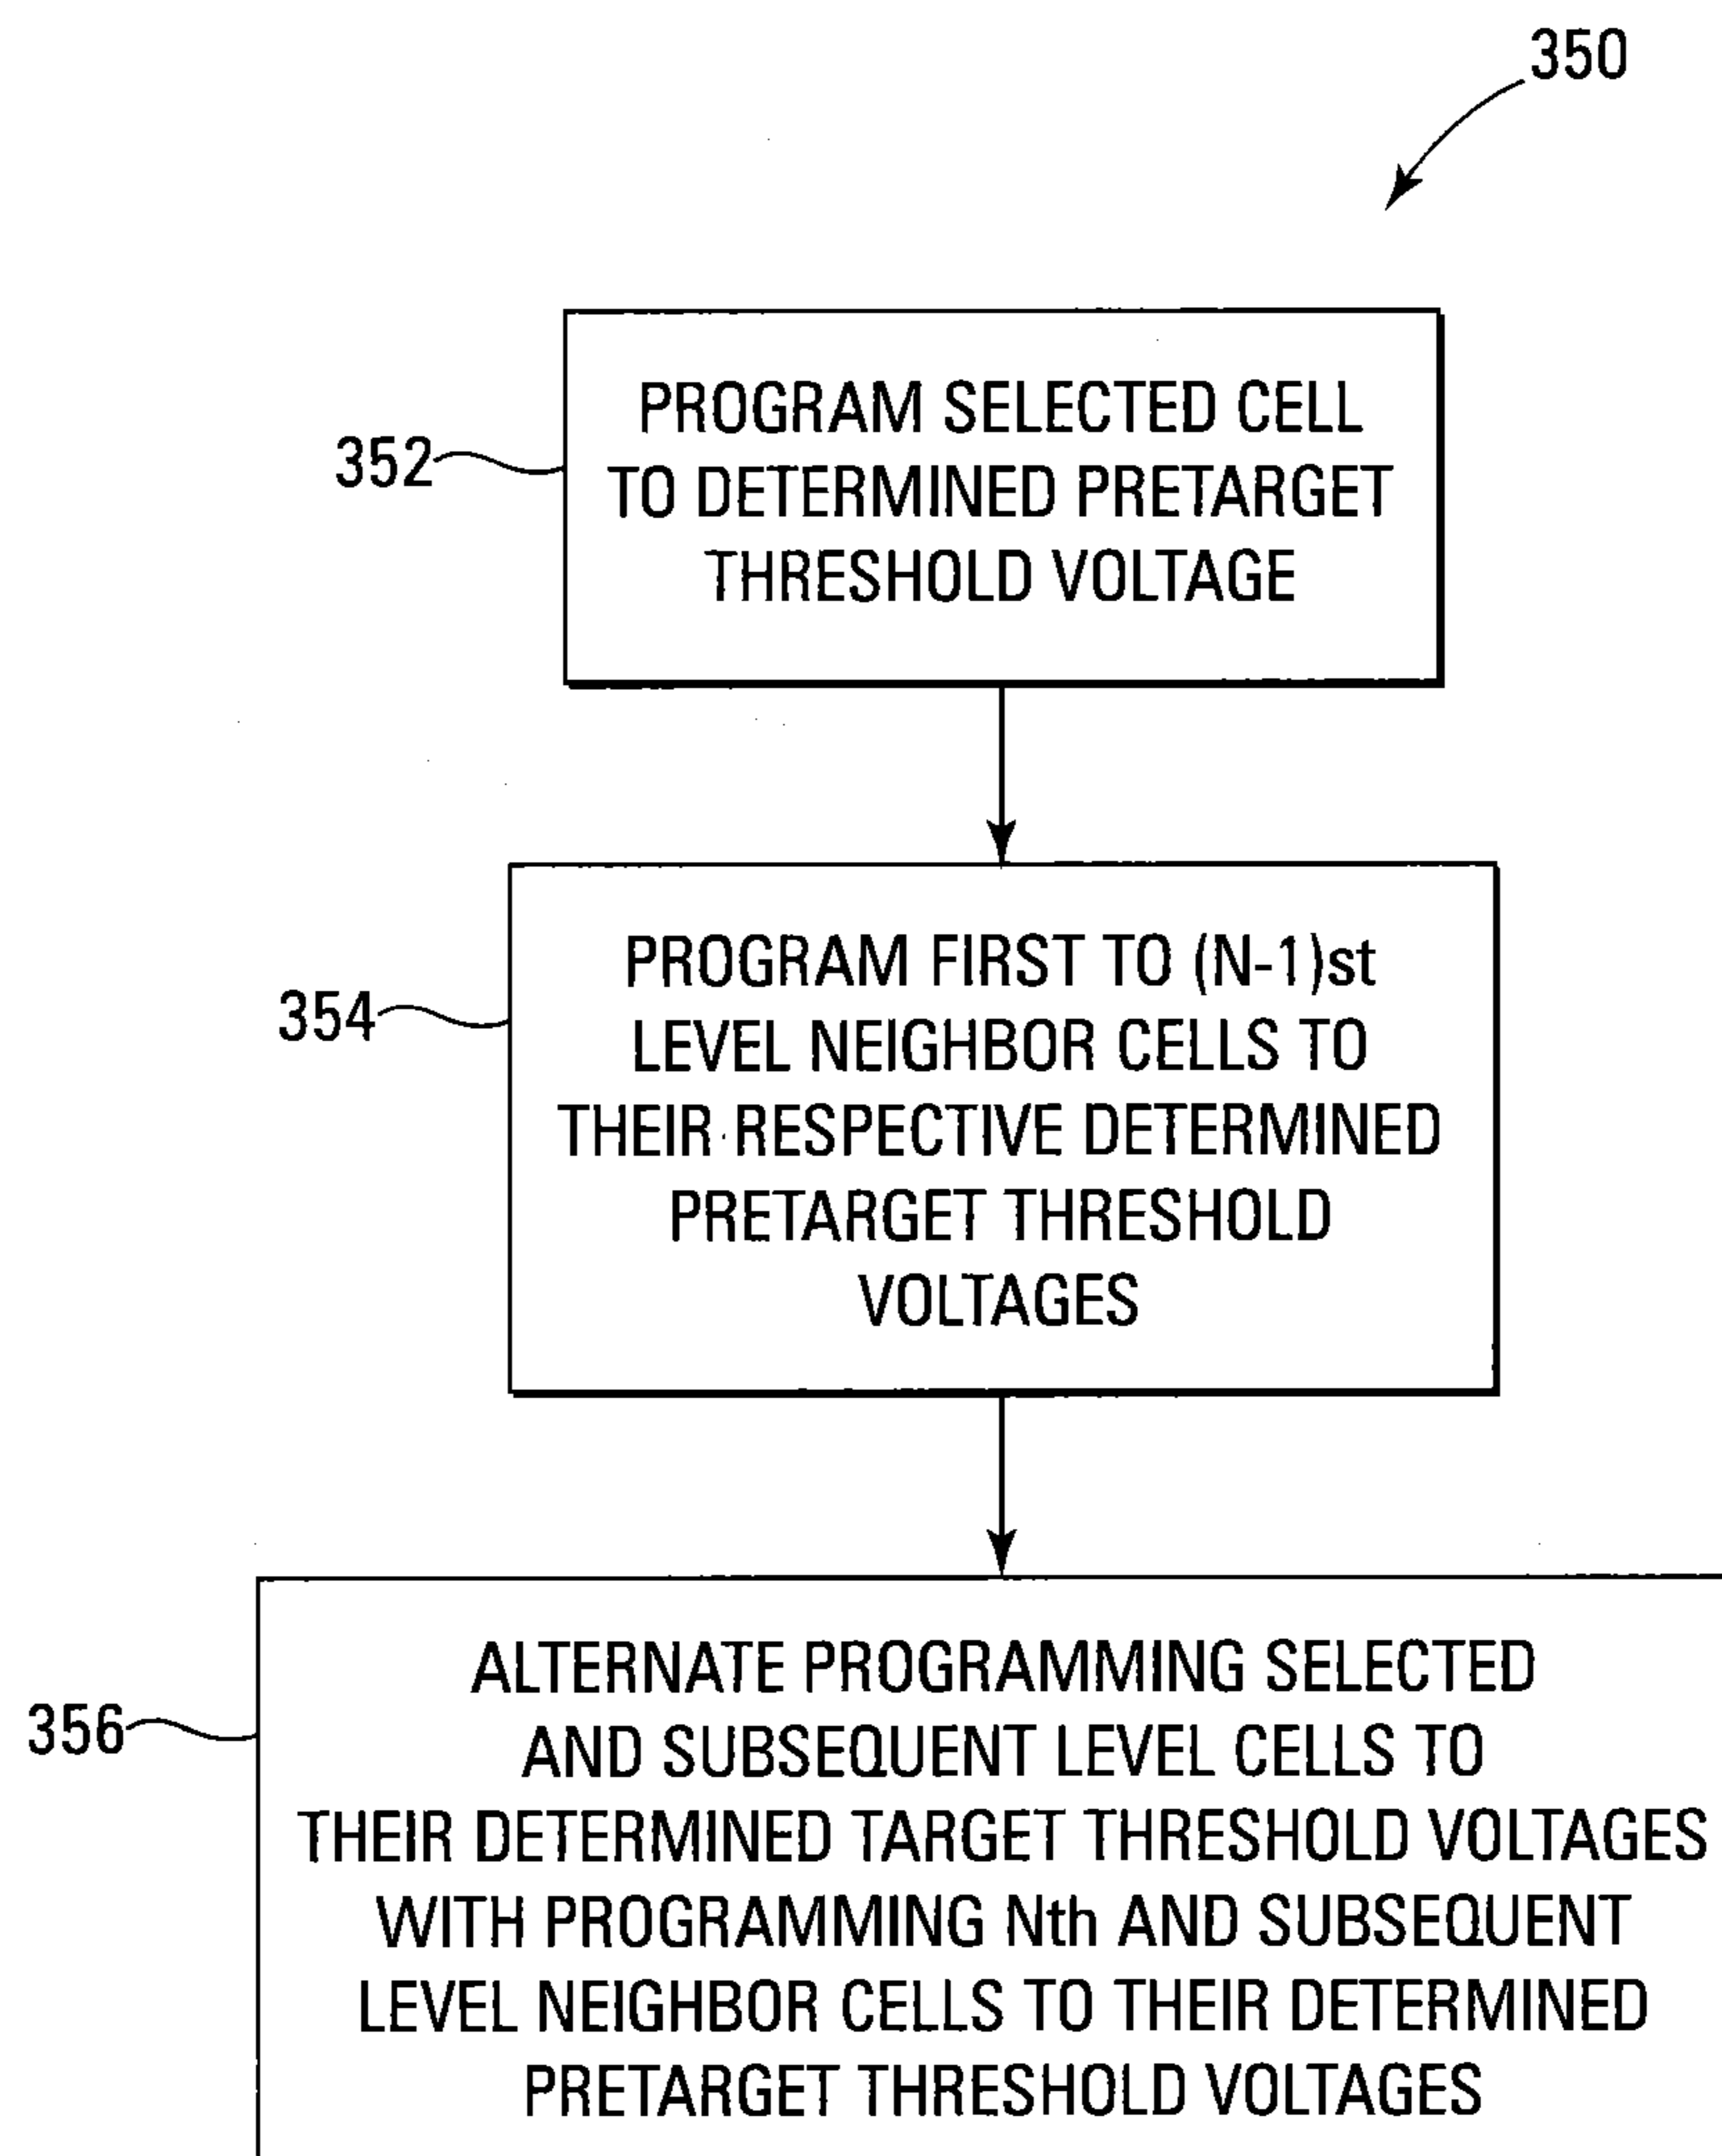 350
352
PROGRAM SELECTED CELL
TO DETERMINED PRETARGET
THRESHOLD VOLTAGE
354
PROGRAM FIRST TO (N-1)st
LEVEL NEIGHBOR CELLS TO
THEIR RESPECTIVE DETERMINED
PRETARGET THRESHOLD
VOLTAGES
356
ALTERNATE PROGRAMMING SELECTED
AND SUBSEQUENT LEVEL CELLS TO
THEIR DETERMINED TARGET THRESHOLD VOLTAGES
WITH PROGRAMMING Nth AND SUBSEQUENT
LEVEL NEIGHBOR CELLS TO THEIR DETERMINED
PRETARGET THRESHOLD VOLTAGES